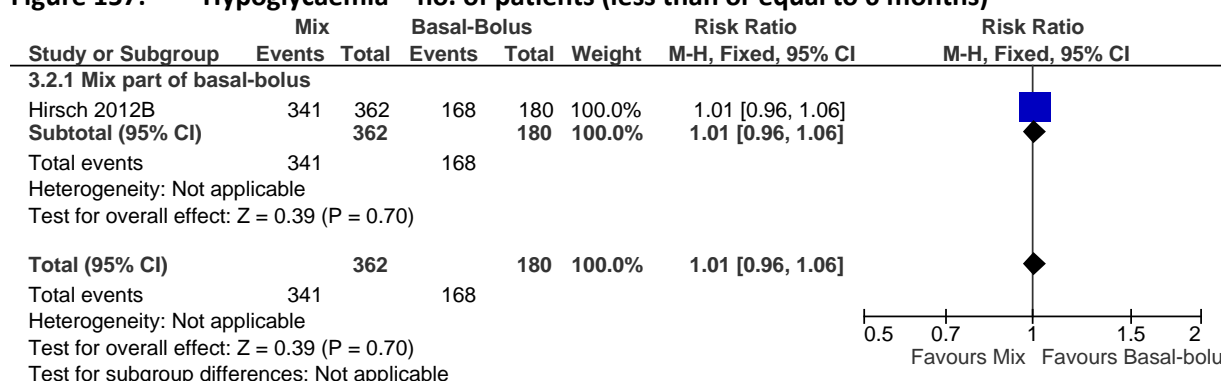 Figure 137: Hypoglycaemia – no. of patients (less than or equal to 6 months)
Mix Basal-Bolus Risk Ratio Risk Ratio
Study or Subgroup Events Total Events Total Weight M-H, Fixed, 95% CI M-H, Fixed, 95% CI
3.2.1 Mix part of basal-bolus
Hirsch 2012B 341 362 168 180 100.0% 1.01 [0.96, 1.06]
Subtotal (95% CI) 362 180 100.0% 1.01 [0.96, 1.06]
Total events 341 168
Heterogeneity: Not applicable
Test for overall effect: Z = 0.39 (P = 0.70)
Total (95% CI) 362 180 100.0% 1.01 [0.96, 1.06]
Total events 341 168
Heterogeneity: Not applicable
Test for overall effect: Z = 0.39 (P = 0.70)
Test for subgroup differences: Not applicable
0.5 0.7 1 1.5 2
Favours Mix Favours Basal-bolu